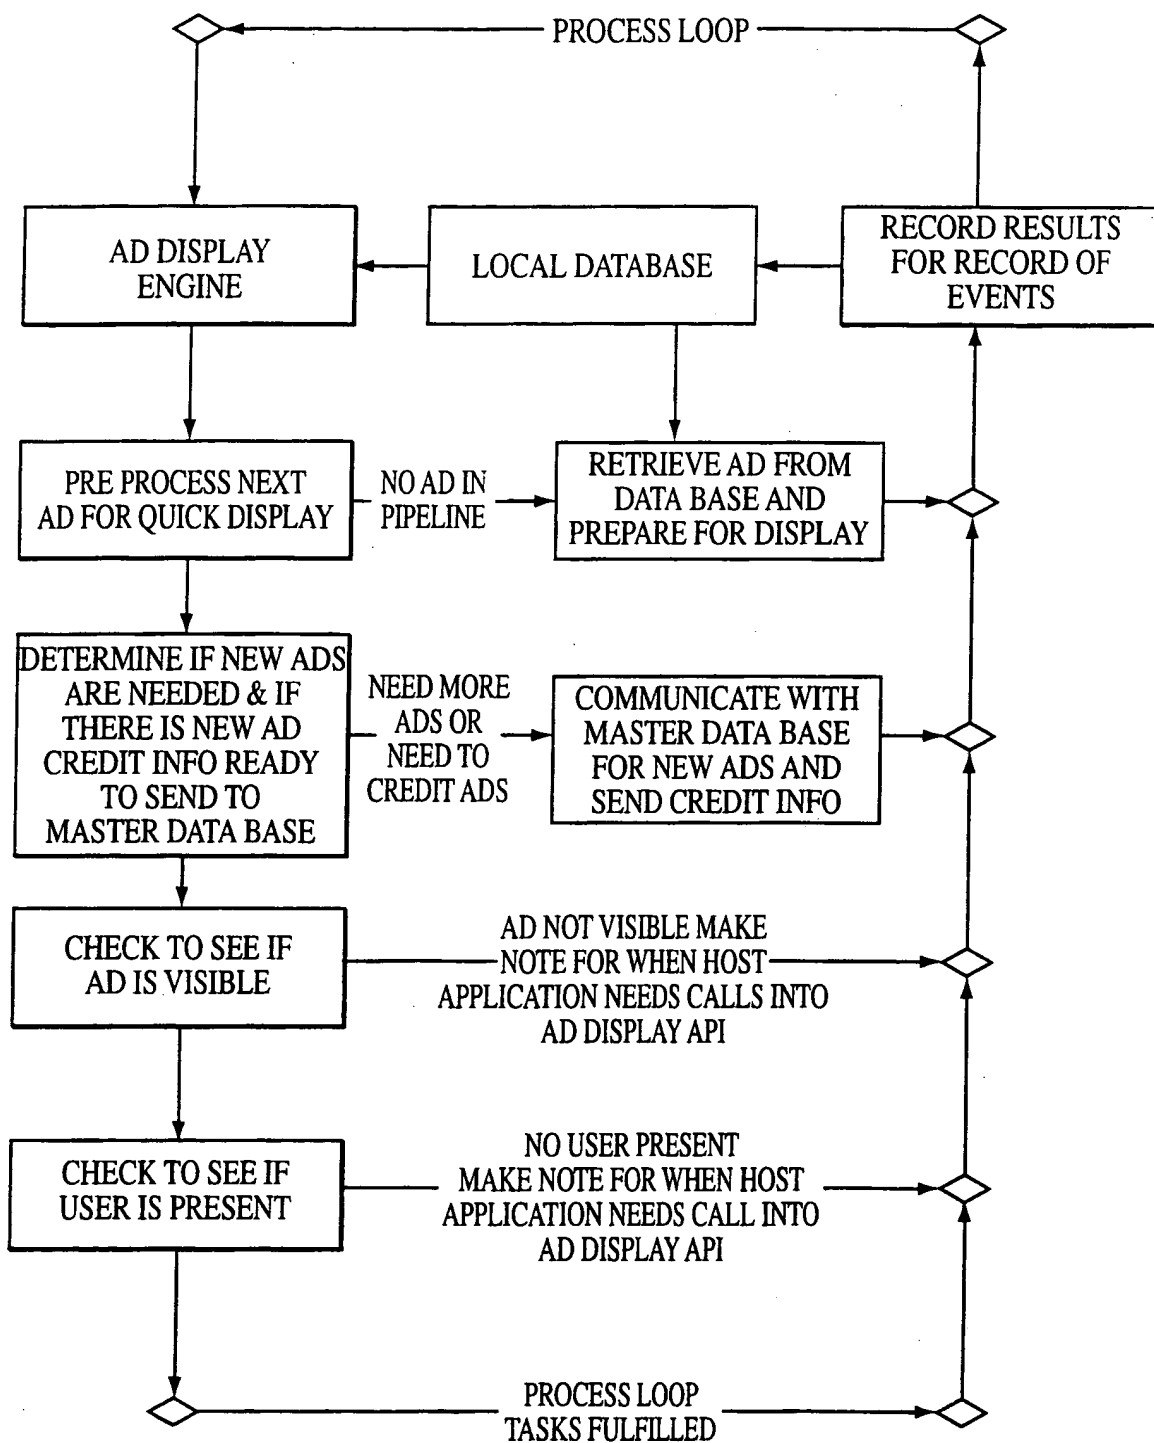 PROCESS LOOP
AD DISPLAY
ENGINE
LOCAL DATABASE
RECORD RESULTS
FOR RECORD OF
EVENTS
PRE PROCESS NEXT
AD FOR QUICK DISPLAY
NO AD IN
PIPELINE
RETRIEVE AD FROM
DATA BASE AND
PREPARE FOR DISPLAY
DETERMINE IF NEW ADS
ARE NEEDED & IF
THERE IS NEW AD
CREDIT INFO READY
TO SEND TO
MASTER DATA BASE
NEED MORE
ADS OR
NEED TO
CREDIT ADS
COMMUNICATE WITH
MASTER DATA BASE
FOR NEW ADS AND
SEND CREDIT INFO
CHECK TO SEE IF
AD IS VISIBLE
AD NOT VISIBLE MAKE
NOTE FOR WHEN HOST
APPLICATION NEEDS CALLS INTO
AD DISPLAY API
CHECK TO SEE IF
USER IS PRESENT
NO USER PRESENT
MAKE NOTE FOR WHEN HOST
APPLICATION NEEDS CALL INTO
AD DISPLAY API
PROCESS LOOP
TASKS FULFILLED